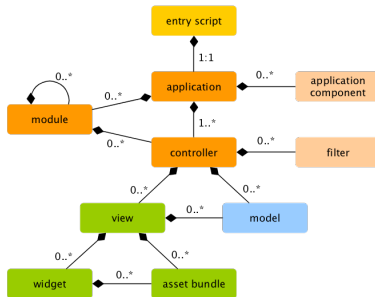 entry script
1:1
0..*
0..*
application
0..*
application
component
module
0..*
1..*
controller
0..*
filter
0..*
0..*
view
0..*
model
0..*
0..*
widget
0..*
asset bundle